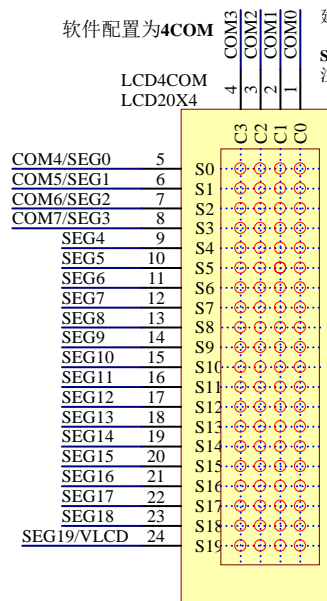 软件配置为4COM
COM3 COM2 COM1 COM0
4 3 2 1
LCD4COM
LCD20X4
C3 C2 C1 C0
COM4/SEG0 5 S0
COM5/SEG1 6 S1
COM6/SEG2 7 S2
COM7/SEG3 8 S3
SEG4 9 S4
SEG5 10 S5
SEG6 11 S6
SEG7 12 S7
SEG8 13 S8
SEG9 14 S9
SEG10 15 S10
SEG11 16 S11
SEG12 17 S12
SEG13 18 S13
SEG14 19 S14
SEG15 20 S15
SEG16 21 S16
SEG17 22 S17
SEG18 23 S18
SEG19/VLCD 24 S19